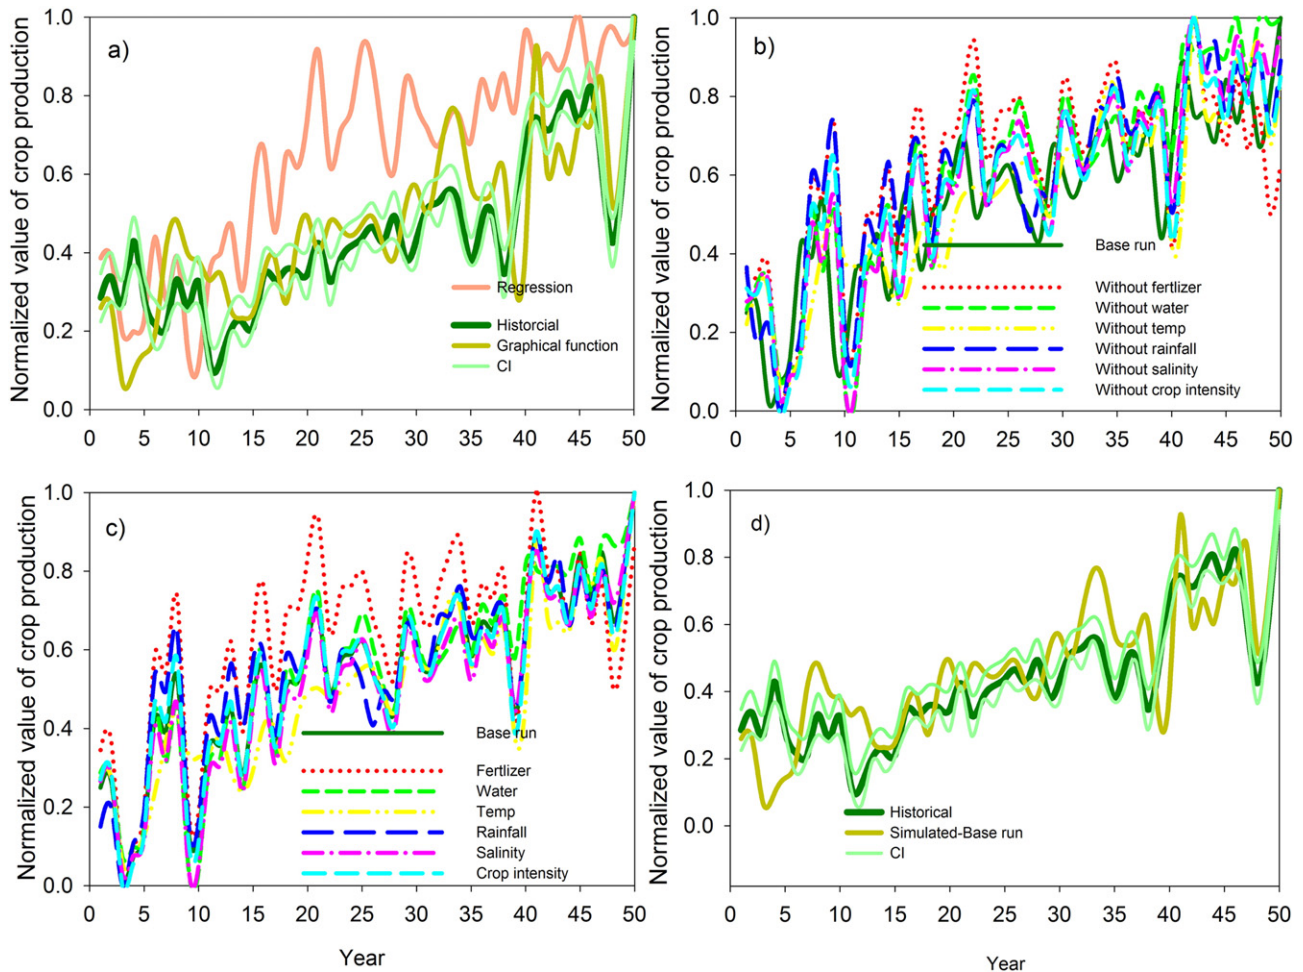 a)
Normalized value of crop production
1.0
0.8
0.6
0.4
0.2
0.0
0 5 10 15 20 25 30 35 40 45 50
Regression
Historcial
Graphical function
CI
b)
Normalized value of crop production
1.0
0.8
0.6
0.4
0.2
0.0
0 5 10 15 20 25 30 35 40 45 50
Base run
Without fertlizer
Without water
Without temp
Without rainfall
Without salinity
Without crop intensity
c)
Normalized value of crop production
1.0
0.8
0.6
0.4
0.2
0.0
0 5 10 15 20 25 30 35 40 45 50
Base run
Fertlizer
Water
Temp
Rainfall
Salinity
Crop intensity
Year
d)
Normalized value of crop production
1.0
0.8
0.6
0.4
0.2
0.0
0 5 10 15 20 25 30 35 40 45 50
Historical
Simulated-Base run
CI
Year